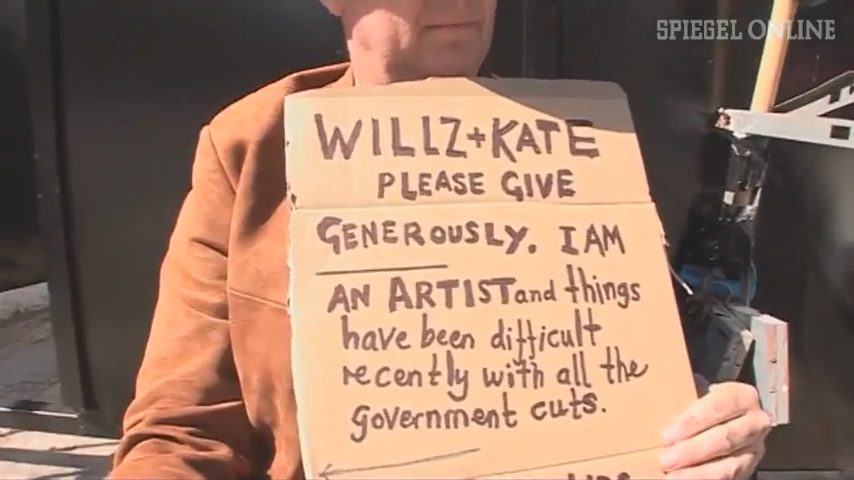 SPIEGEL ONLINE
WILLZ+KATE
PLEASE GIVE
GENEROUSLY. I AM
AN ARTIST and things
have been difficult
recently with all the
government cuts.